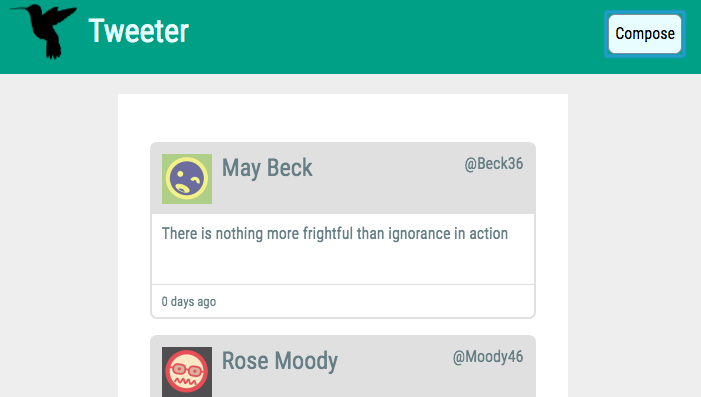 Tweeter
Compose
May Beck
@Beck36
There is nothing more frightful than ignorance in action
0 days ago
Rose Moody
@Moody46